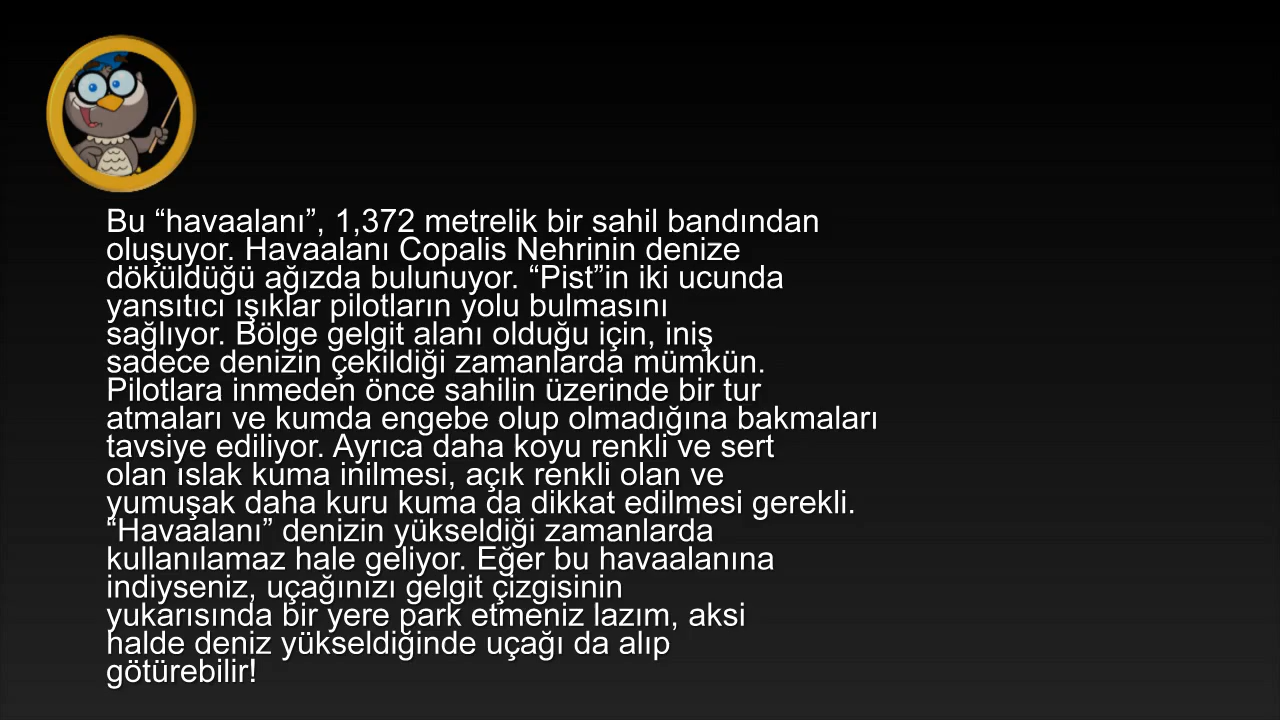 Bu “havaalanı”, 1,372 metrelik bir sahil bandından
oluşuyor. Havaalanı Copalis Nehrinin denize
döküldüğü ağızda bulunuyor. “Pist”in iki ucunda
yansıtıcı ışıklar pilotların yolu bulmasını
sağlıyor. Bölge gelgit alanı olduğu için, iniş
sadece denizin çekildiği zamanlarda mümkün.
Pilotlara inmeden önce sahilin üzerinde bir tur
atmaları ve kumda engebe olup olmadığına bakmaları
tavsiye ediliyor. Ayrıca daha koyu renkli ve sert
olan ıslak kuma inilmesi, açık renkli olan ve
yumuşak daha kuru kuma da dikkat edilmesi gerekli.
“Havaalanı” denizin yükseldiği zamanlarda
kullanılamaz hale geliyor. Eğer bu havaalanına
indiyseniz, uçağınızı gelgit çizgisinin
yukarısında bir yere park etmeniz lazım, aksi
halde deniz yükseldiğinde uçağı da alıp
götürebilir!